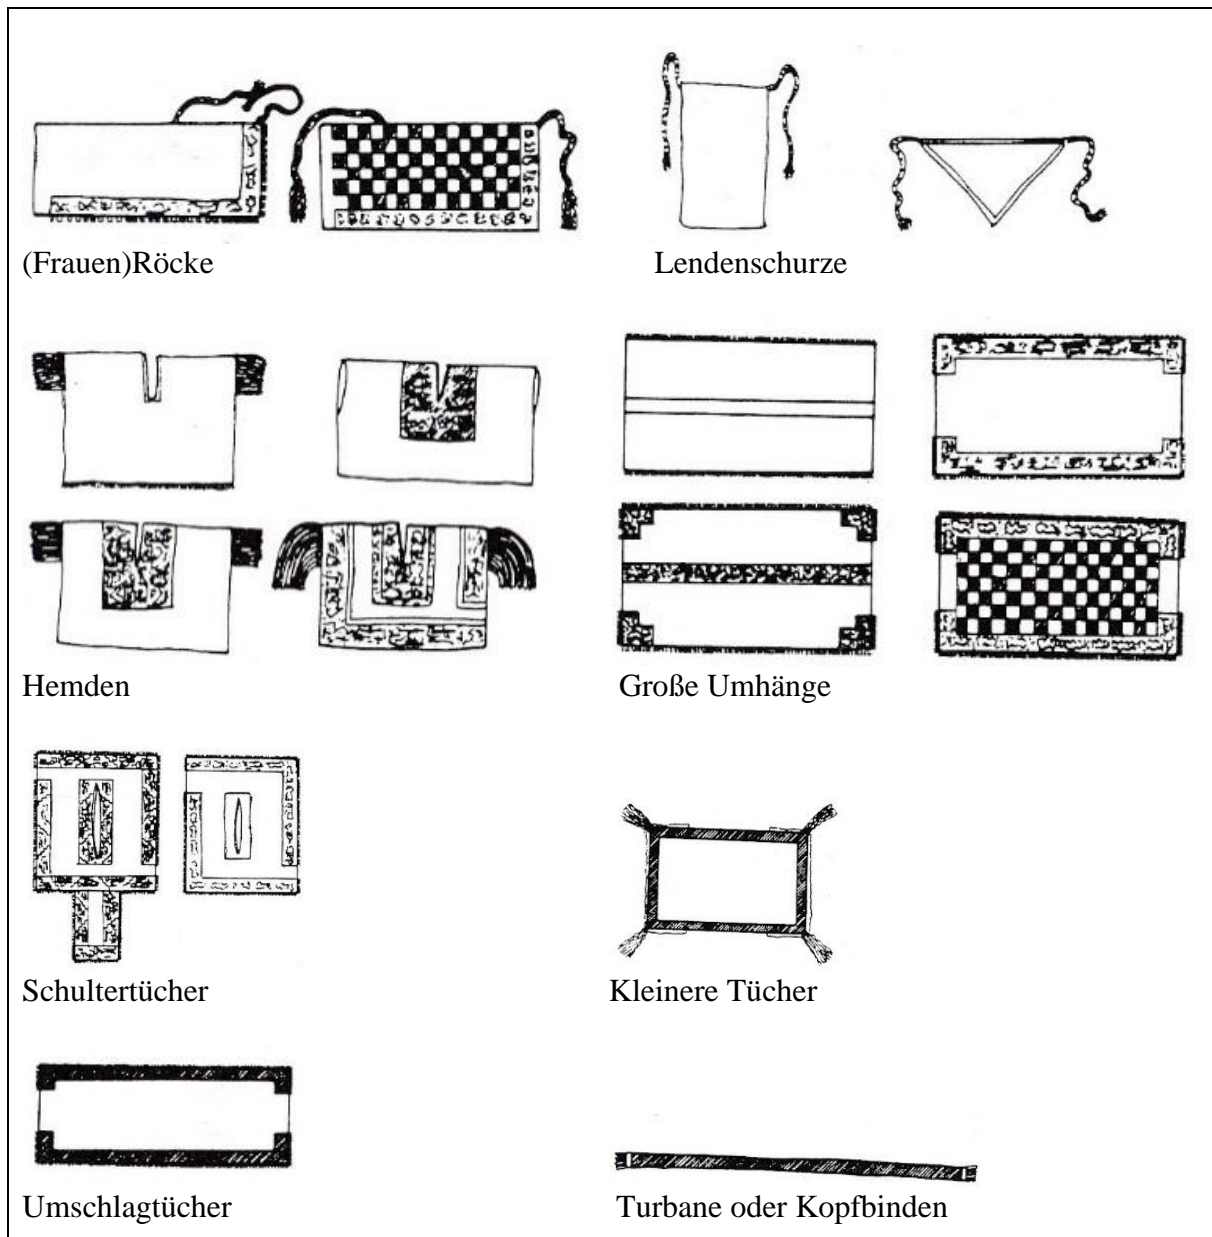 (Frauen)Röcke
Lendenschurze
Hemden
Große Umhänge
Schultertücher
Kleinere Tücher
Umschlagtücher
Turbane oder Kopfbinden